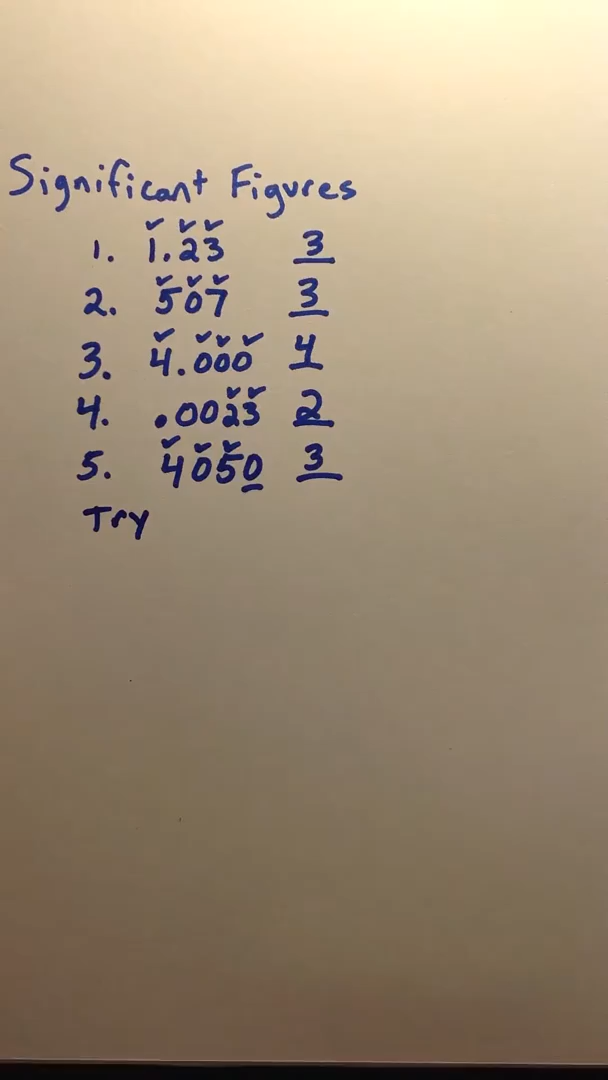 Significant Figures
1. 1.23 3
2. 507 3
3. 4.000 4
4. .0023 2
5. 4050 3
Try